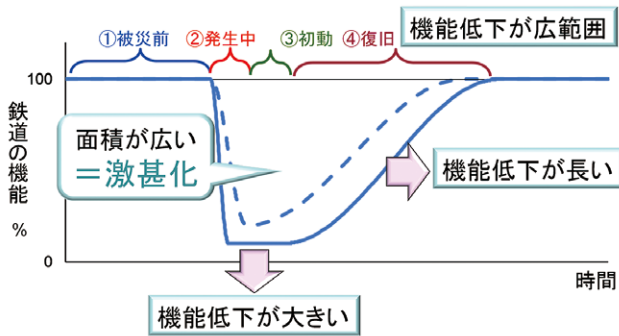 機能低下が広範囲
①被災前
②発生中
③初動
④復旧
100
鉄道の機能 %
0
面積が広い
＝激甚化
機能低下が長い
機能低下が大きい
時間